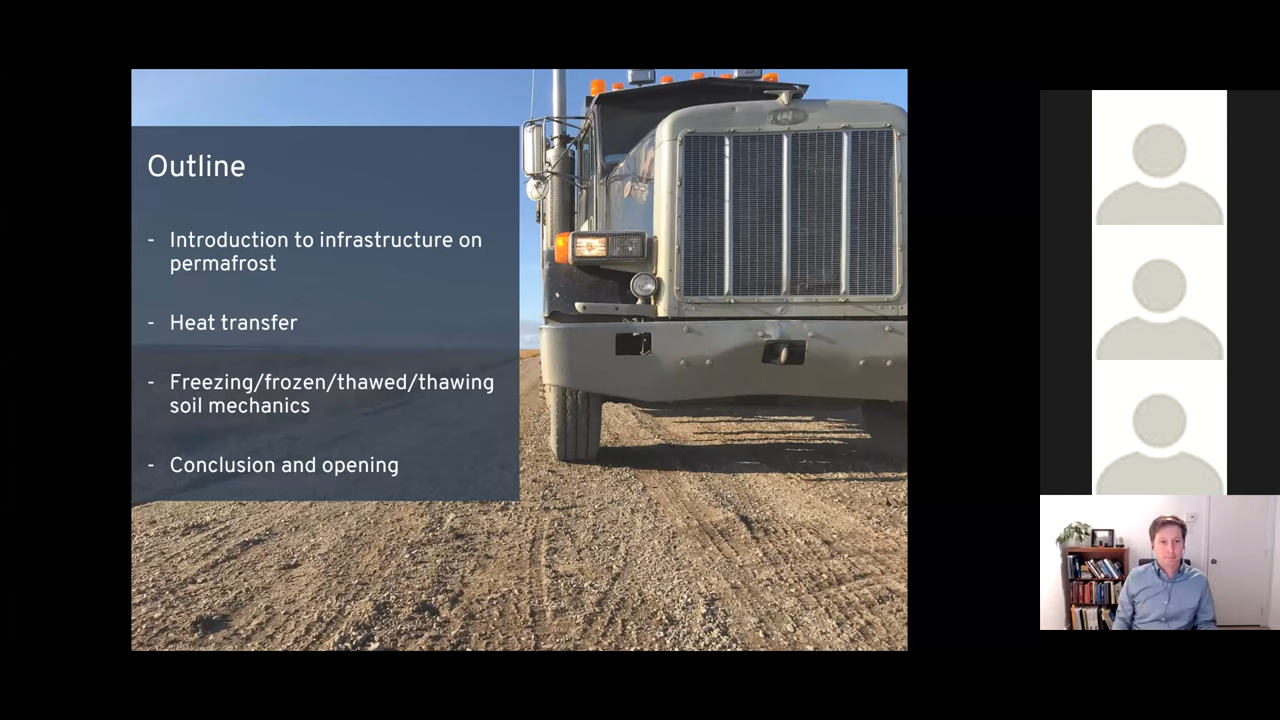 Outline
- Introduction to infrastructure on
permafrost
- Heat transfer
- Freezing/frozen/thawed/thawing
soil mechanics
- Conclusion and opening